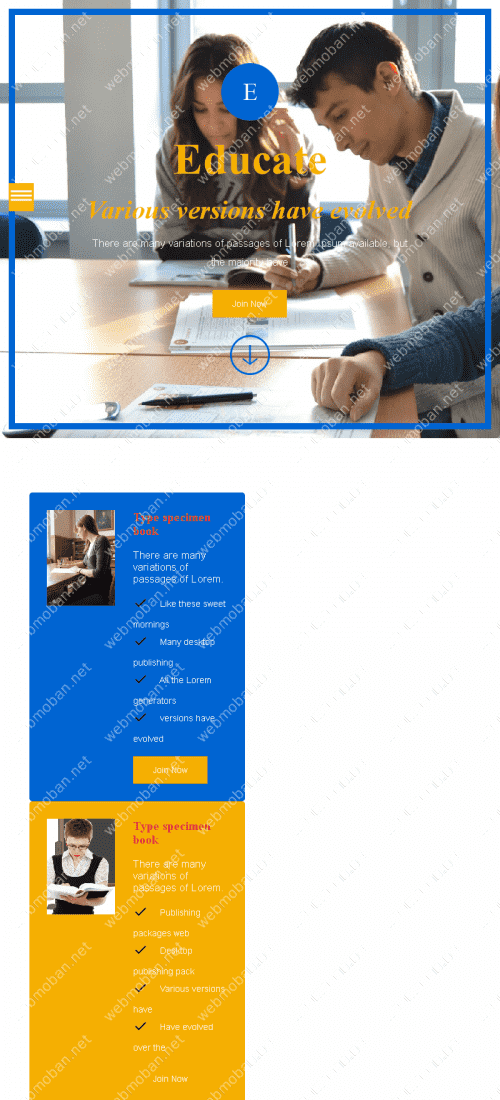 E
Educate
Various versions have evolved
There are many variations of passages of Lorem Ipsum available, but
the majority have
Join Now
Type specimen
book
There are many
variations of
passages of Lorem.
Like these sweet
mornings
Many desktop
publishing
All the Lorem
generators
versions have
evolved
Join Now
Type specimen
book
There are many
variations of
passages of Lorem.
Publishing
packages web
Desktop
publishing pack
Various versions
have
Have evolved
over the
Join Now
webmoban.net